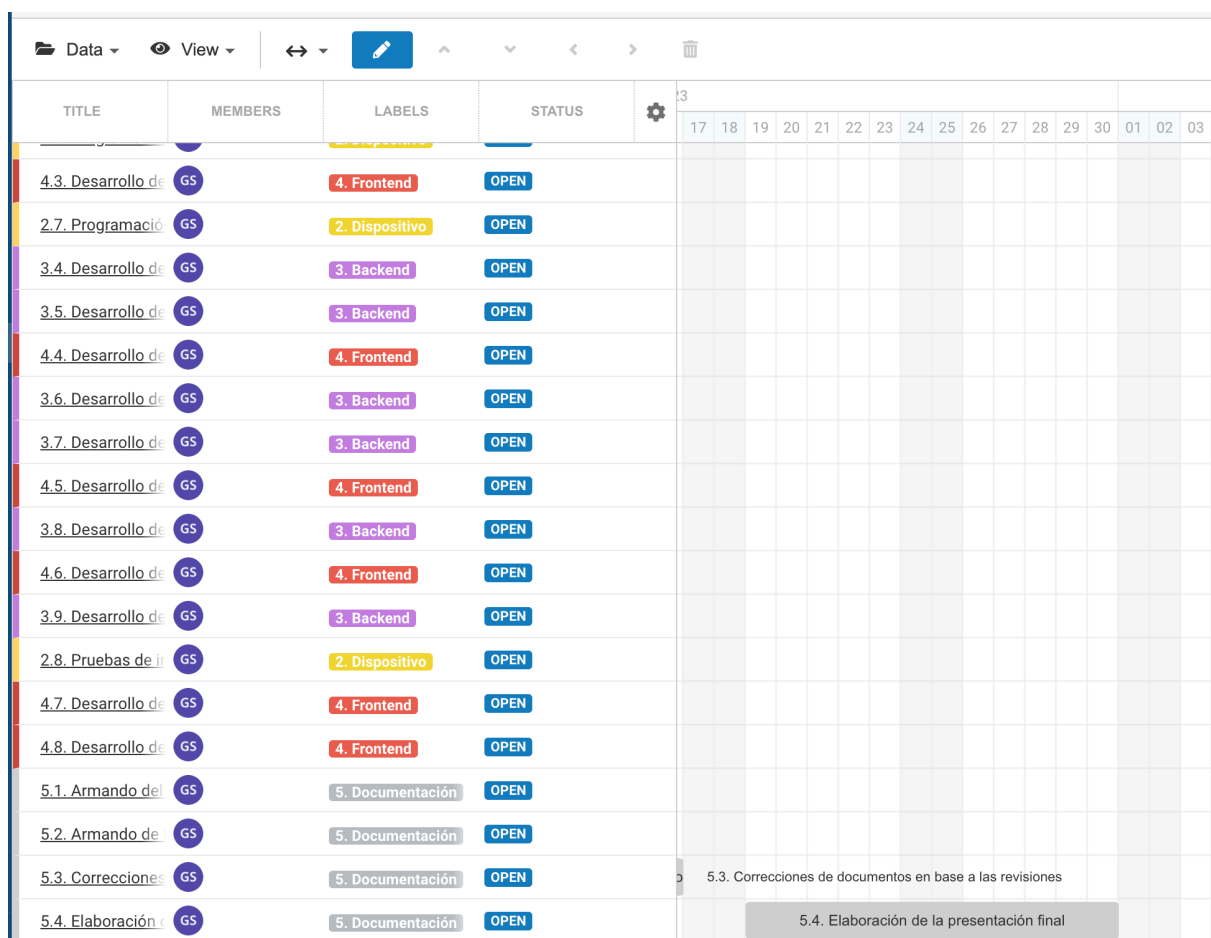 Data View
TITLE MEMBERS LABELS STATUS
23
17 18 19 20 21 22 23 24 25 26 27 28 29 30 01 02 03
4.3. Desarrollo de GS 4. Frontend OPEN
2.7. Programació GS 2. Dispositivo OPEN
3.4. Desarrollo de GS 3. Backend OPEN
3.5. Desarrollo de GS 3. Backend OPEN
4.4. Desarrollo de GS 4. Frontend OPEN
3.6. Desarrollo de GS 3. Backend OPEN
3.7. Desarrollo de GS 3. Backend OPEN
4.5. Desarrollo de GS 4. Frontend OPEN
3.8. Desarrollo de GS 3. Backend OPEN
4.6. Desarrollo de GS 4. Frontend OPEN
3.9. Desarrollo de GS 3. Backend OPEN
2.8. Pruebas de in GS 2. Dispositivo OPEN
4.7. Desarrollo de GS 4. Frontend OPEN
4.8. Desarrollo de GS 4. Frontend OPEN
5.1. Armando del GS 5. Documentación OPEN
5.2. Armando de GS 5. Documentación OPEN
5.3. Correcciones GS 5. Documentación OPEN 5.3. Correcciones de documentos en base a las revisiones
5.4. Elaboración GS 5. Documentación OPEN 5.4. Elaboración de la presentación final